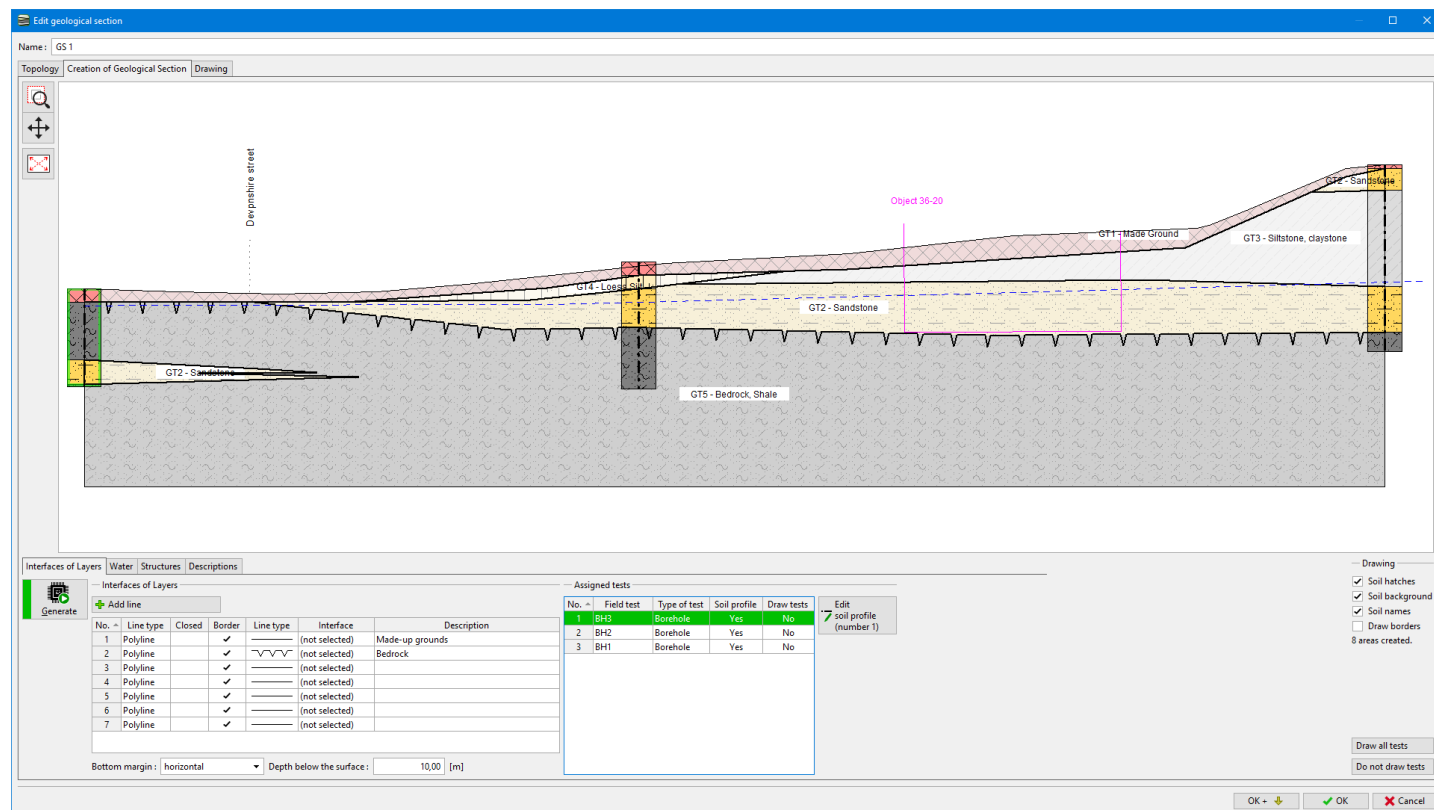 Edit geological section
Name : GS 1
Topology Creation of Geological Section Drawing
Devonshire street
Object 36-20
GT2 - Sandstone
GT1 - Made Ground
GT3 - Siltstone, claystone
GT4 - Loess
GT2 - Sandstone
GT2 - Sandstone
GT5 - Bedrock, Shale
Interfaces of Layers Water Structures Descriptions
Generate
Interfaces of Layers
Add line
No. Line type Closed Border Line type Interface Description
1 Polyline (not selected) Made-up grounds
2 Polyline (not selected) Bedrock
3 Polyline (not selected)
4 Polyline (not selected)
5 Polyline (not selected)
6 Polyline (not selected)
7 Polyline (not selected)
Bottom margin : horizontal Depth below the surface : 10,00 [m]
Assigned tests
No. Field test Type of test Soil profile Draw tests
1 BH3 Borehole Yes No
2 BH2 Borehole Yes No
3 BH1 Borehole Yes No
Edit
soil profile
(number 1)
Drawing
Soil hatches
Soil background
Soil names
Draw borders
8 areas created.
Draw all tests
Do not draw tests
OK + OK Cancel